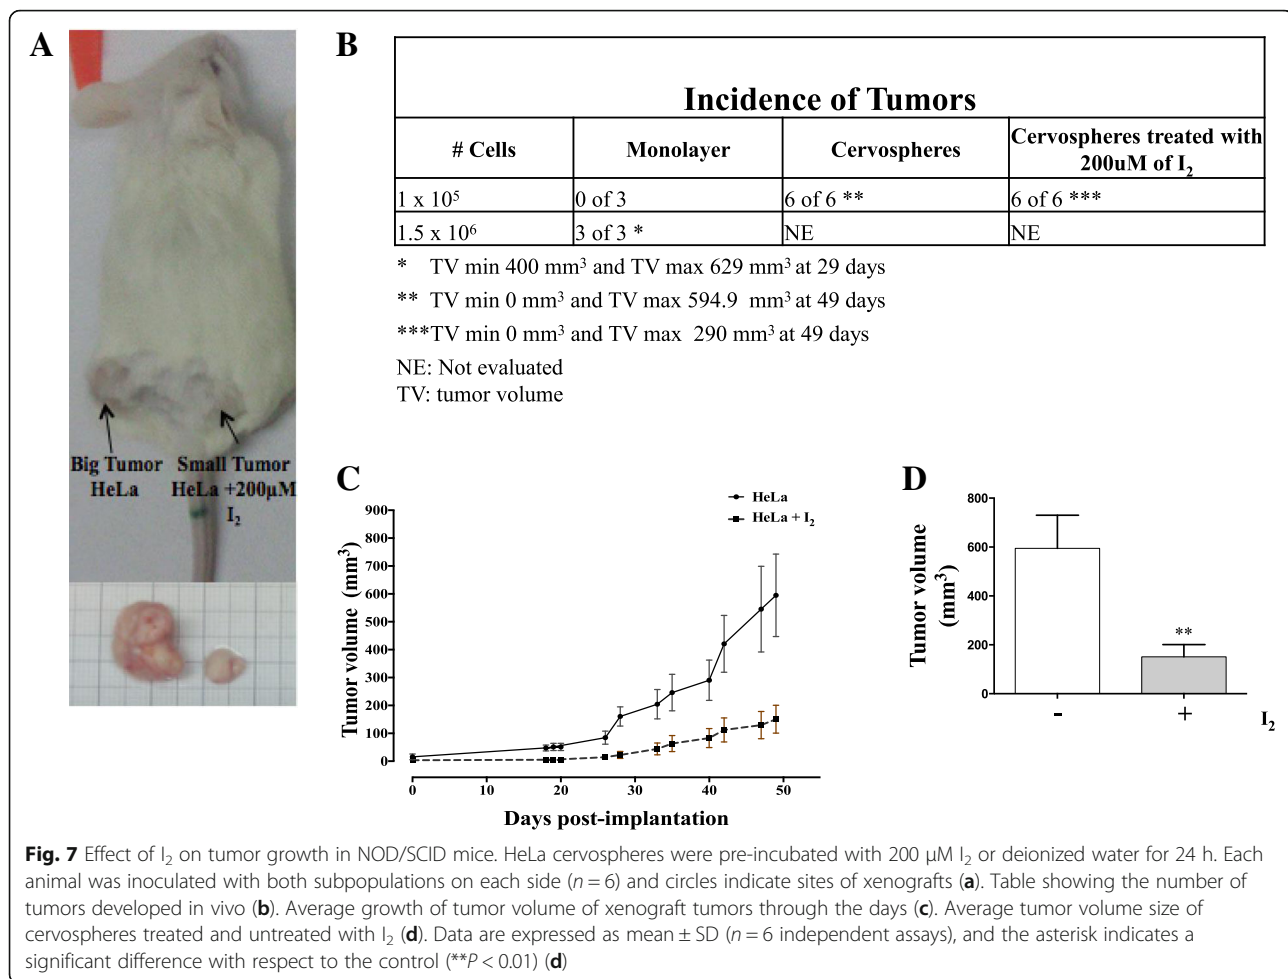 A
Big Tumor Small Tumor
HeLa HeLa +200µM
I₂
B
Incidence of Tumors
# Cells Monolayer Cervospheres Cervospheres treated with
200uM of I₂
1 x 10⁵ 0 of 3 6 of 6 ** 6 of 6 ***
1.5 x 10⁶ 3 of 3 * NE NE
* TV min 400 mm³ and TV max 629 mm³ at 29 days
** TV min 0 mm³ and TV max 594.9 mm³ at 49 days
***TV min 0 mm³ and TV max 290 mm³ at 49 days
NE: Not evaluated
TV: tumor volume
C
HeLa
HeLa + I₂
Tumor volume (mm³)
900
800
700
600
500
400
300
200
100
0
0 10 20 30 40 50
Days post-implantation
D
Tumor volume
(mm³)
800
600
400
200
0
**
- + I₂
Fig. 7 Effect of I₂ on tumor growth in NOD/SCID mice. HeLa cervospheres were pre-incubated with 200 µM I₂ or deionized water for 24 h. Each
animal was inoculated with both subpopulations on each side (n = 6) and circles indicate sites of xenografts (a). Table showing the number of
tumors developed in vivo (b). Average growth of tumor volume of xenograft tumors through the days (c). Average tumor volume size of
cervospheres treated and untreated with I₂ (d). Data are expressed as mean ± SD (n = 6 independent assays), and the asterisk indicates a
significant difference with respect to the control (**P < 0.01) (d)